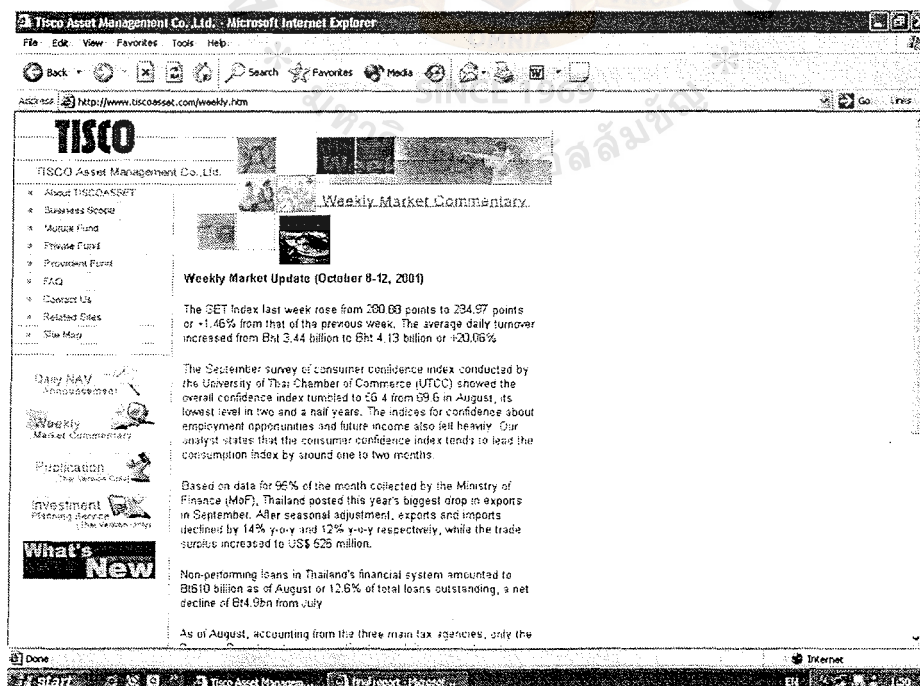 Tisco Asset Management Co.,Ltd. - Microsoft Internet Explorer
File Edit View Favorites Tools Help
Back Search Favorites Media
Address http://www.tiscoasset.com/weekly.htm Go Links
SINCE 1969
TISCO
TISCO Asset Management Co.,Ltd.
About TISCOASSET
Business Scope
Mutual Fund
Private Fund
Provident Fund
FAQ
Contact Us
Related Sites
Site Map
Daily NAV
Announcement
Weekly
Market Commentary
Publication
Investment
Planning Service
What's
New
Weekly Market Commentary
Weekly Market Update (October 8-12, 2001)
The SET Index last week rose from points to points
or +1.46% from that of the previous week. The average daily turnover
increased from Bht 3.44 billion to Bht 4.13 billion or +20.06%
The September survey of consumer confidence index conducted by
the University of Thai Chamber of Commerce (UTCC) showed the
overall confidence index tumbled to from in August, its
lowest level in two and a half years. The indices for confidence about
employment opportunities and future income also fell heavily. Our
analyst states that the consumer confidence index tends to lead the
consumption index by around one to two months.
Based on data for of the month collected by the Ministry of
Finance (MoF), Thailand posted this year's biggest drop in exports
in September. After seasonal adjustment, exports and imports
declined by 14% y-o-y and 12% y-o-y respectively, while the trade
surplus increased to US$ million.
Non-performing loans in Thailand's financial system amounted to
billion as of August or 12.6% of total loans outstanding, a net
decline of Bt4.9bn from July
As of August, accounting from the three main tax agencies, only the
Done Internet
start Tisco Asset Managem... final report - Microsof... EN